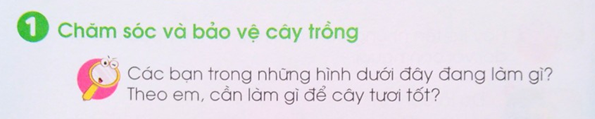 1 Chăm sóc và bảo vệ cây trồng
Các bạn trong những hình dưới đây đang làm gì?
Theo em, cần làm gì để cây tươi tốt?